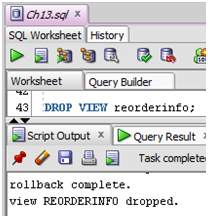 Ch13.sql
SQL Worksheet History
Worksheet Query Builder
42
43 DROP VIEW reorderinfo;
Script Output Query Result
Task complete
rollback complete.
view REORDERINFO dropped.